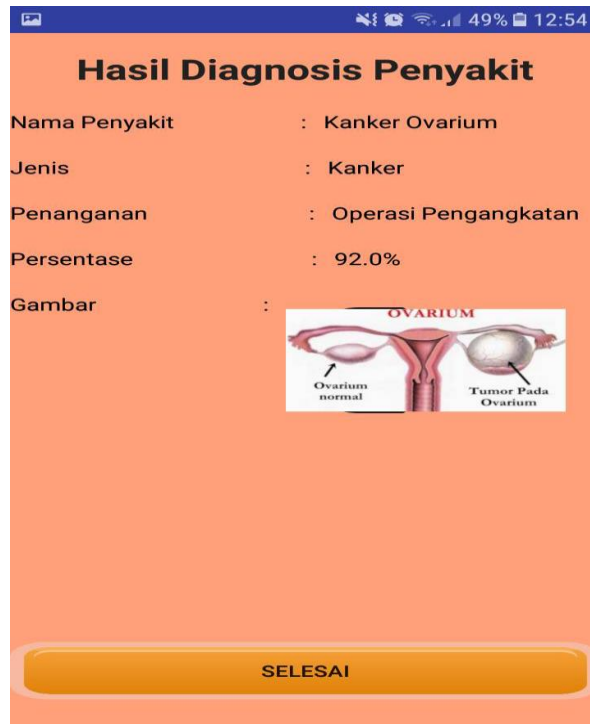 49% 12:54
Hasil Diagnosis Penyakit
Nama Penyakit : Kanker Ovarium
Jenis : Kanker
Penanganan : Operasi Pengangkatan
Persentase : 92.0%
Gambar :
OVARIUM
Ovarium
normal
Tumor Pada
Ovarium
SELESAI